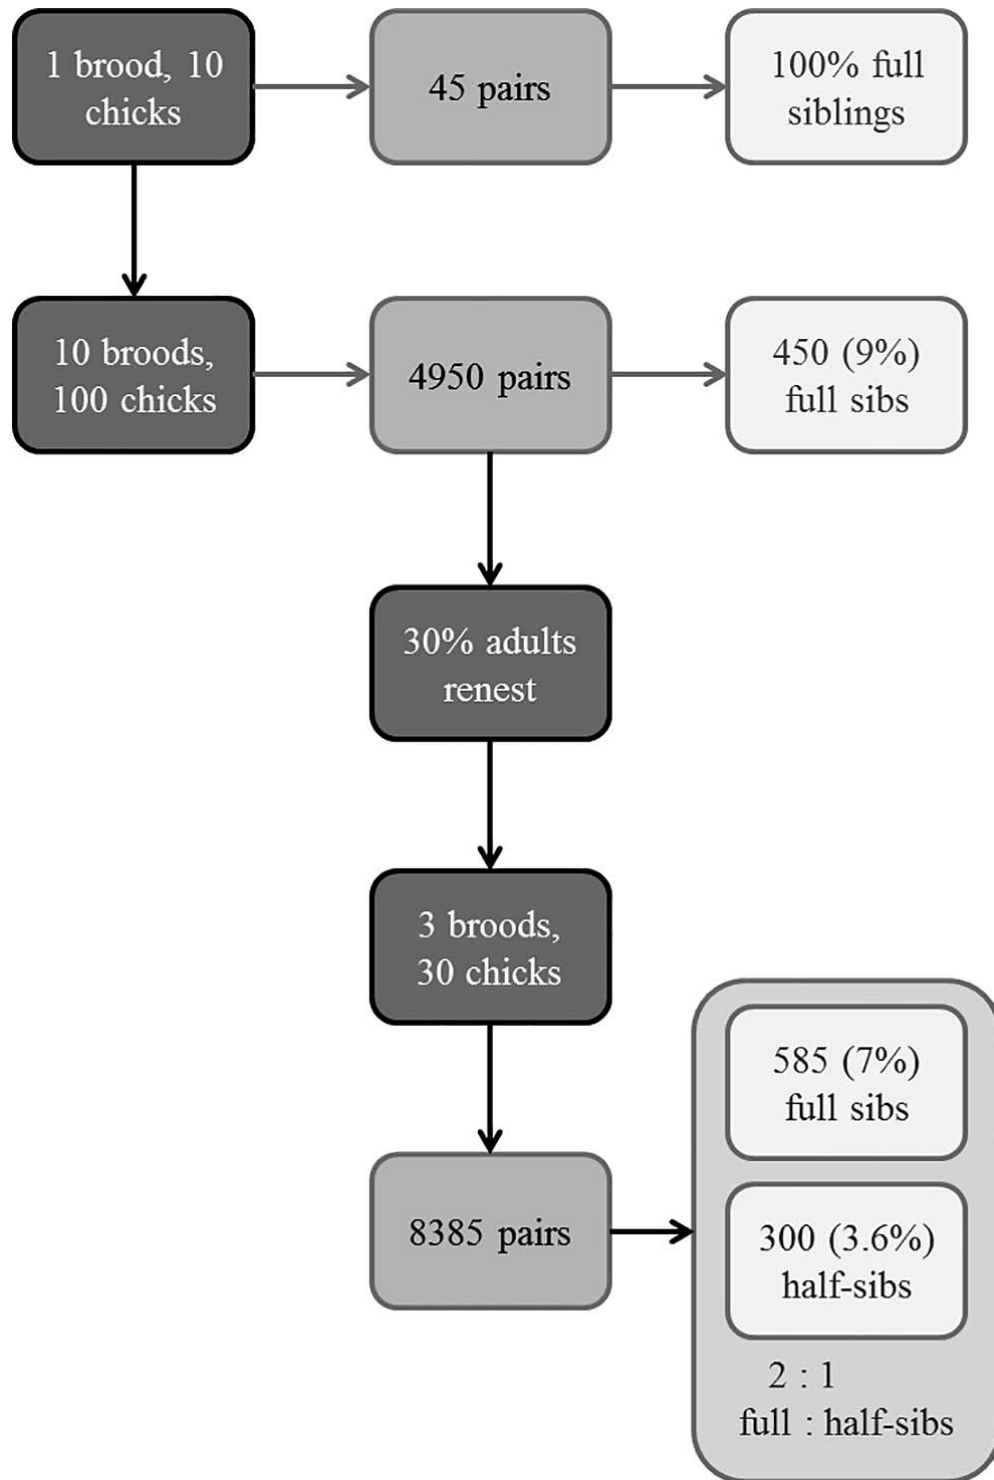 1 brood, 10
chicks
45 pairs
100% full
siblings
10 broods,
100 chicks
4950 pairs
450 (9%)
full sibs
30% adults
renest
3 broods,
30 chicks
8385 pairs
585 (7%)
full sibs
300 (3.6%)
half-sibs
2 : 1
full : half-sibs